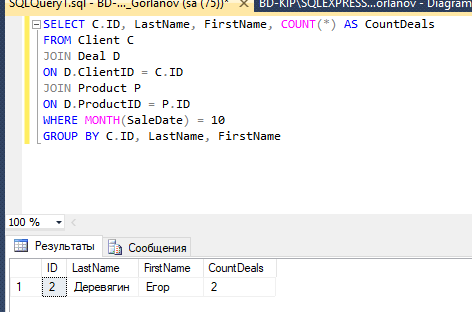 SQLQuery1.sql - BD-..._Gorlanov (sa (75))* BD-KIP\SQLEXPRESS...orlanov - Diagram
SELECT C.ID, LastName, FirstName, COUNT(*) AS CountDeals
FROM Client C
JOIN Deal D
ON D.ClientID = C.ID
JOIN Product P
ON D.ProductID = P.ID
WHERE MONTH(SaleDate) = 10
GROUP BY C.ID, LastName, FirstName
100 %
Результаты Сообщения
ID LastName FirstName CountDeals
1 2 Деревягин Егор 2